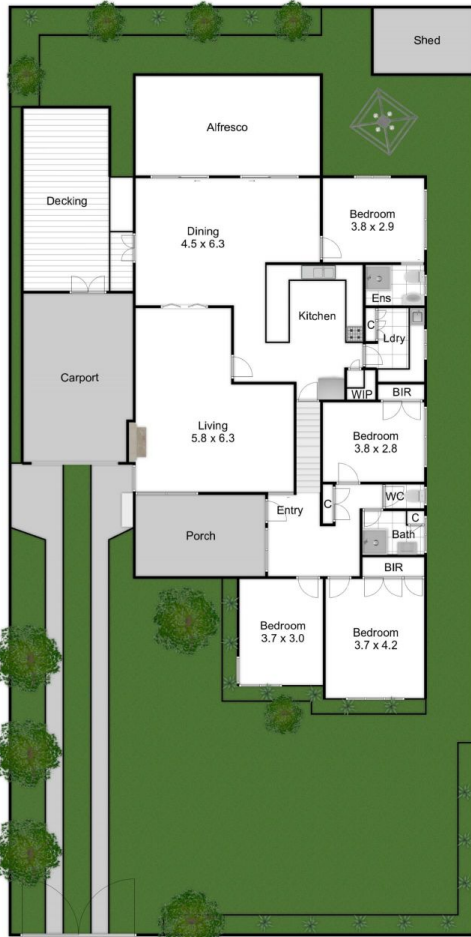 Shed
Alfresco
Decking
Dining
4.5 x 6.3
Bedroom
3.8 x 2.9
Ens
Kitchen
C
Ldry
Carport
WIP
BIR
Living
5.8 x 6.3
Bedroom
3.8 x 2.8
WC
C
Entry
C
Porch
Bath
BIR
Bedroom
3.7 x 3.0
Bedroom
3.7 x 4.2